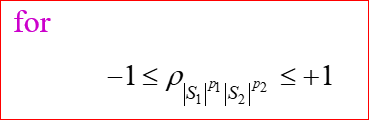 for
−1 ≤ ρ_{|S₁|^{p₁}|S₂|^{p₂}} ≤ +1